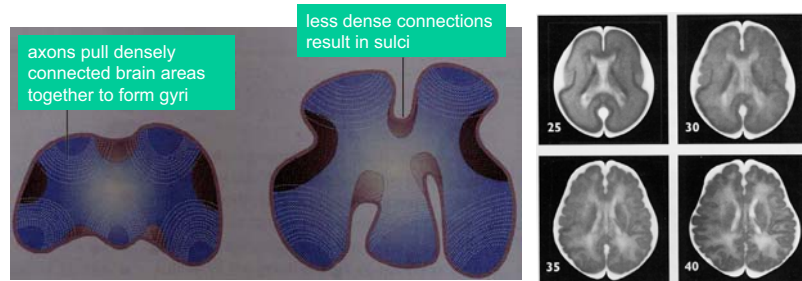 axons pull densely
connected brain areas
together to form gyri
less dense connections
result in sulci
25
30
35
40